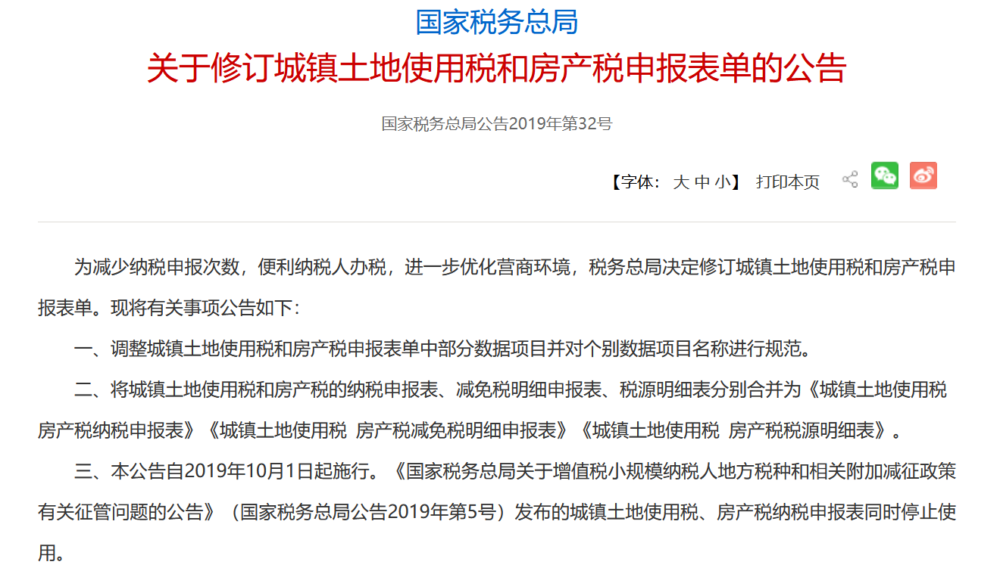 国家税务总局
关于修订城镇土地使用税和房产税申报表单的公告
国家税务总局公告2019年第32号
【字体： 大 中 小】 打印本页
为减少纳税申报次数，便利纳税人办税，进一步优化营商环境，税务总局决定修订城镇土地使用税和房产税申
报表单。现将有关事项公告如下：
一、调整城镇土地使用税和房产税申报表单中部分数据项目并对个别数据项目名称进行规范。
二、将城镇土地使用税和房产税的纳税申报表、减免税明细申报表、税源明细表分别合并为《城镇土地使用税
房产税纳税申报表》《城镇土地使用税 房产税减免税明细申报表》《城镇土地使用税 房产税税源明细表》。
三、本公告自2019年10月1日起施行。《国家税务总局关于增值税小规模纳税人地方税种和相关附加减征政策
有关征管问题的公告》（国家税务总局公告2019年第5号）发布的城镇土地使用税、房产税纳税申报表同时停止使
用。